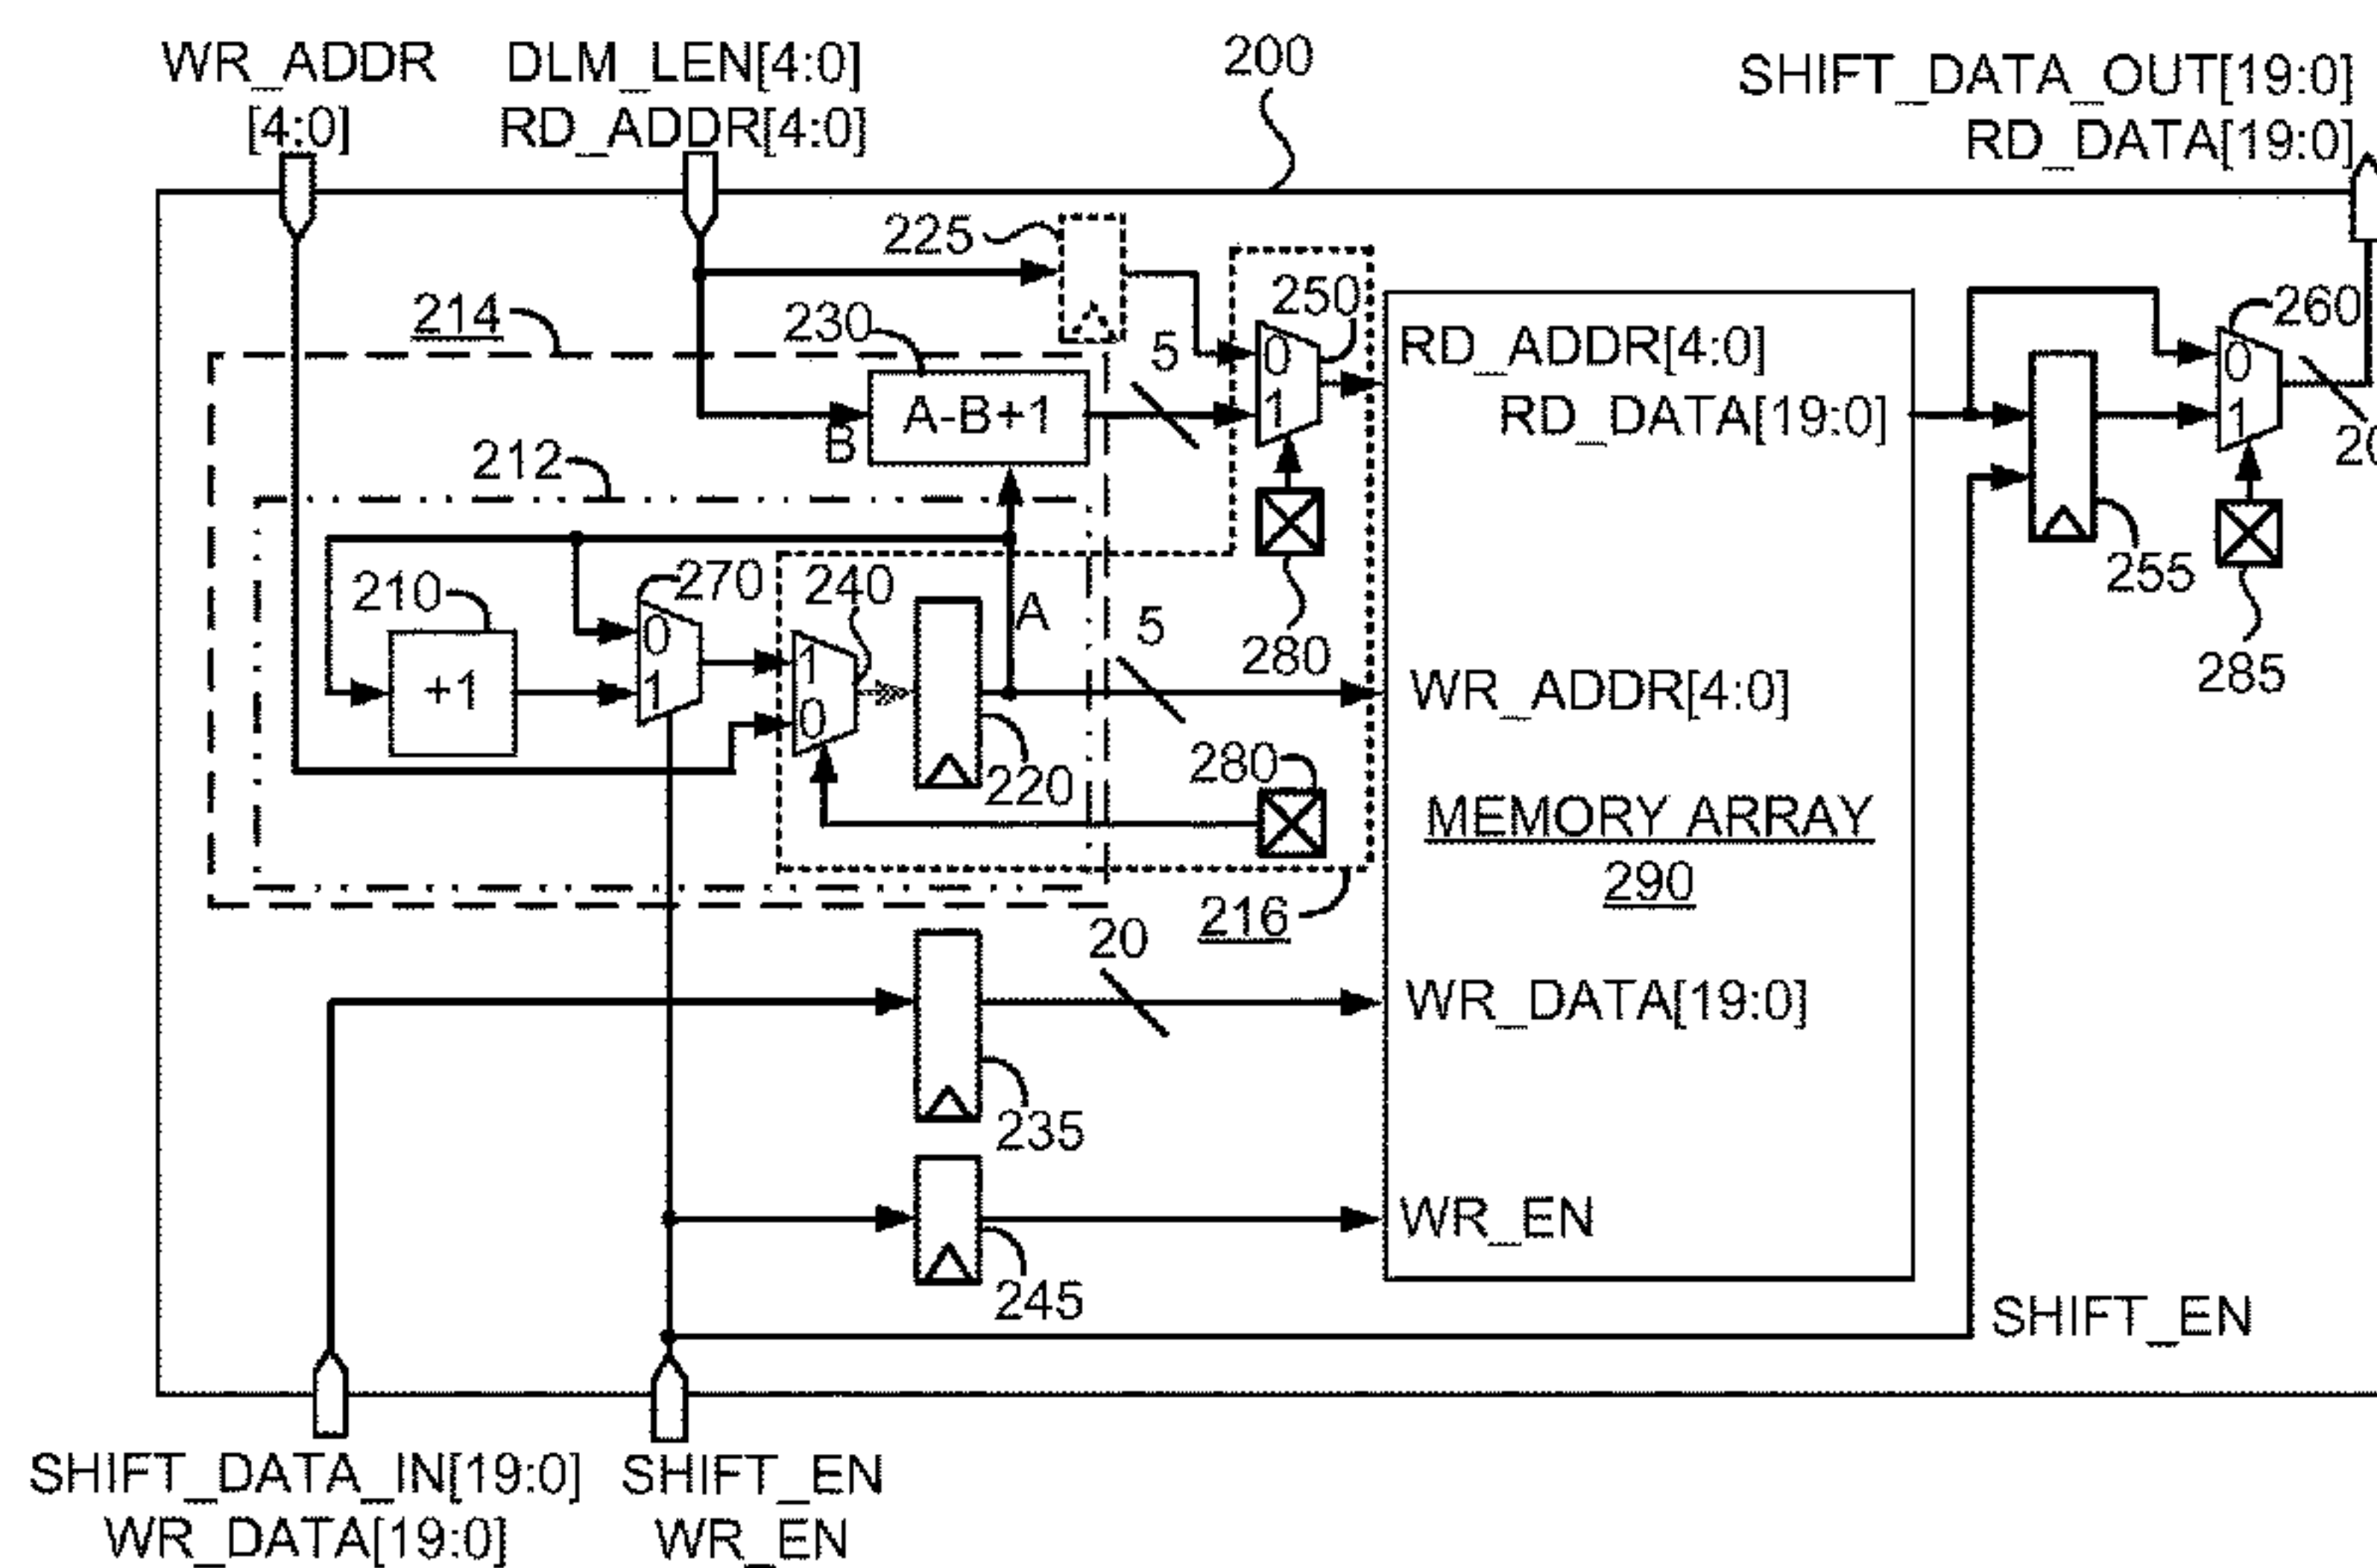 WR_ADDR
[4:0]
DLM_LEN[4:0]
RD_ADDR[4:0]
200
SHIFT_DATA_OUT[19:0]
RD_DATA[19:0]
225
214
230
5
250
0
1
260
0
1
RD_ADDR[4:0]
RD_DATA[19:0]
A-B+1
B
212
20
270
240
A
210
0
1
1
0
+1
5
280
255
285
WR_ADDR[4:0]
220
280
MEMORY ARRAY
290
216
20
WR_DATA[19:0]
235
WR_EN
245
SHIFT_EN
SHIFT_DATA_IN[19:0]
WR_DATA[19:0]
SHIFT_EN
WR_EN